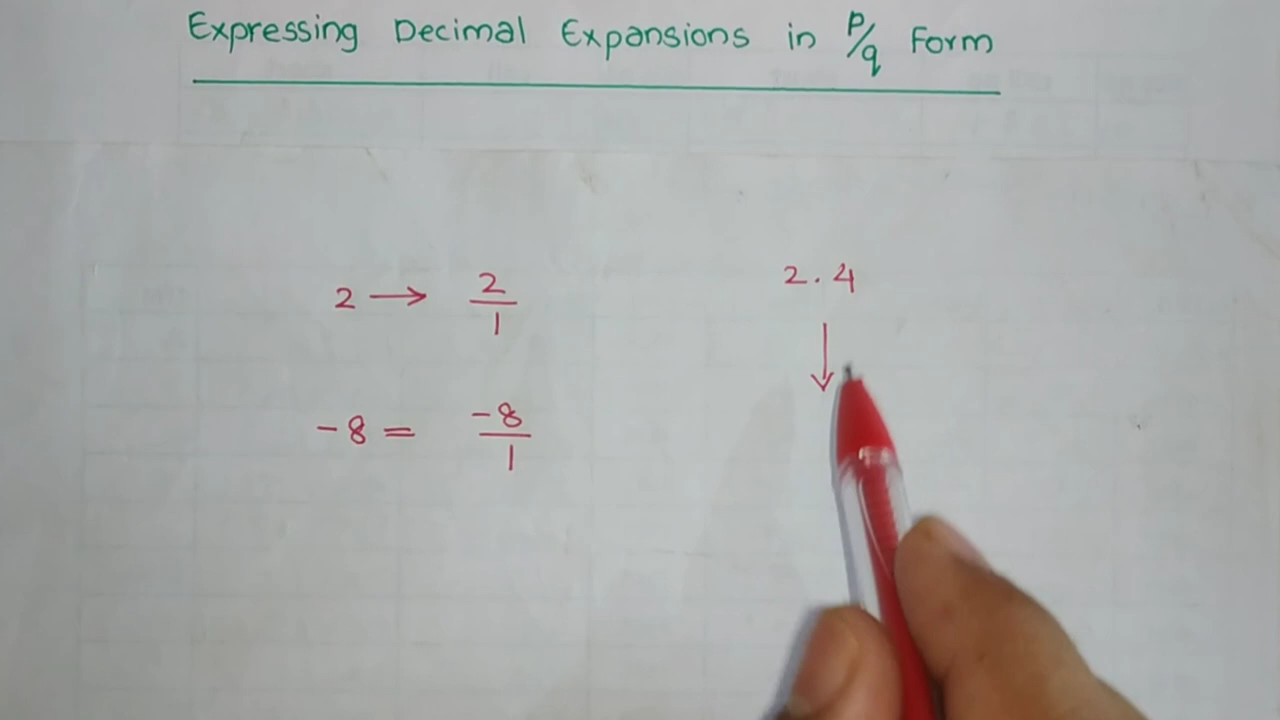 Expressing Decimal Expansions in P/q Form
2 → 2/1
-8 = -8/1
2.4
↓